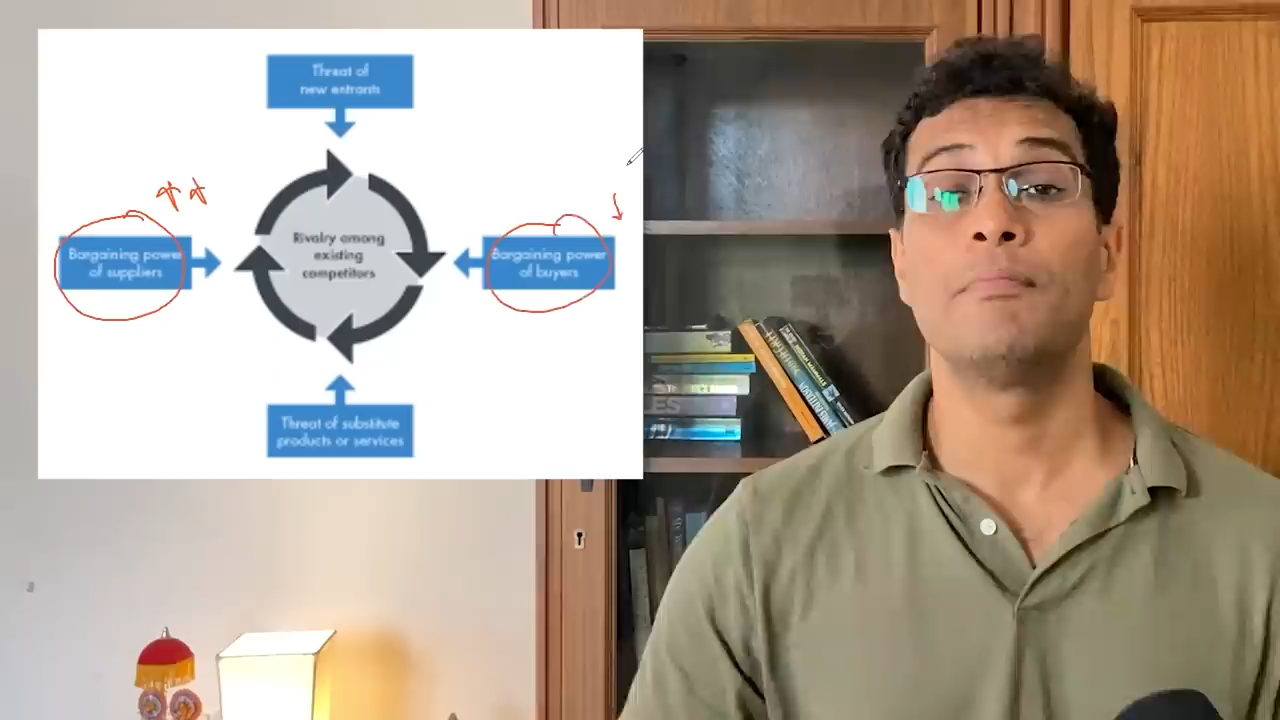 Threat of
new entrants
Bargaining power
of suppliers
Rivalry among
existing
competitors
Bargaining power
of buyers
Threat of substitute
products or services